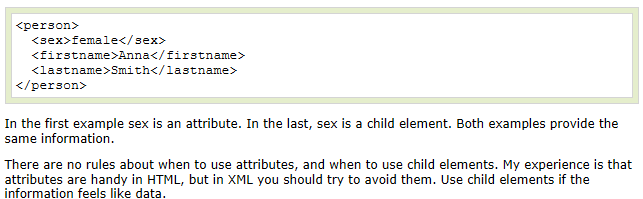 <person>
  <sex>female</sex>
  <firstname>Anna</firstname>
  <lastname>Smith</lastname>
</person>
In the first example sex is an attribute. In the last, sex is a child element. Both examples provide the
same information.
There are no rules about when to use attributes, and when to use child elements. My experience is that
attributes are handy in HTML, but in XML you should try to avoid them. Use child elements if the
information feels like data.